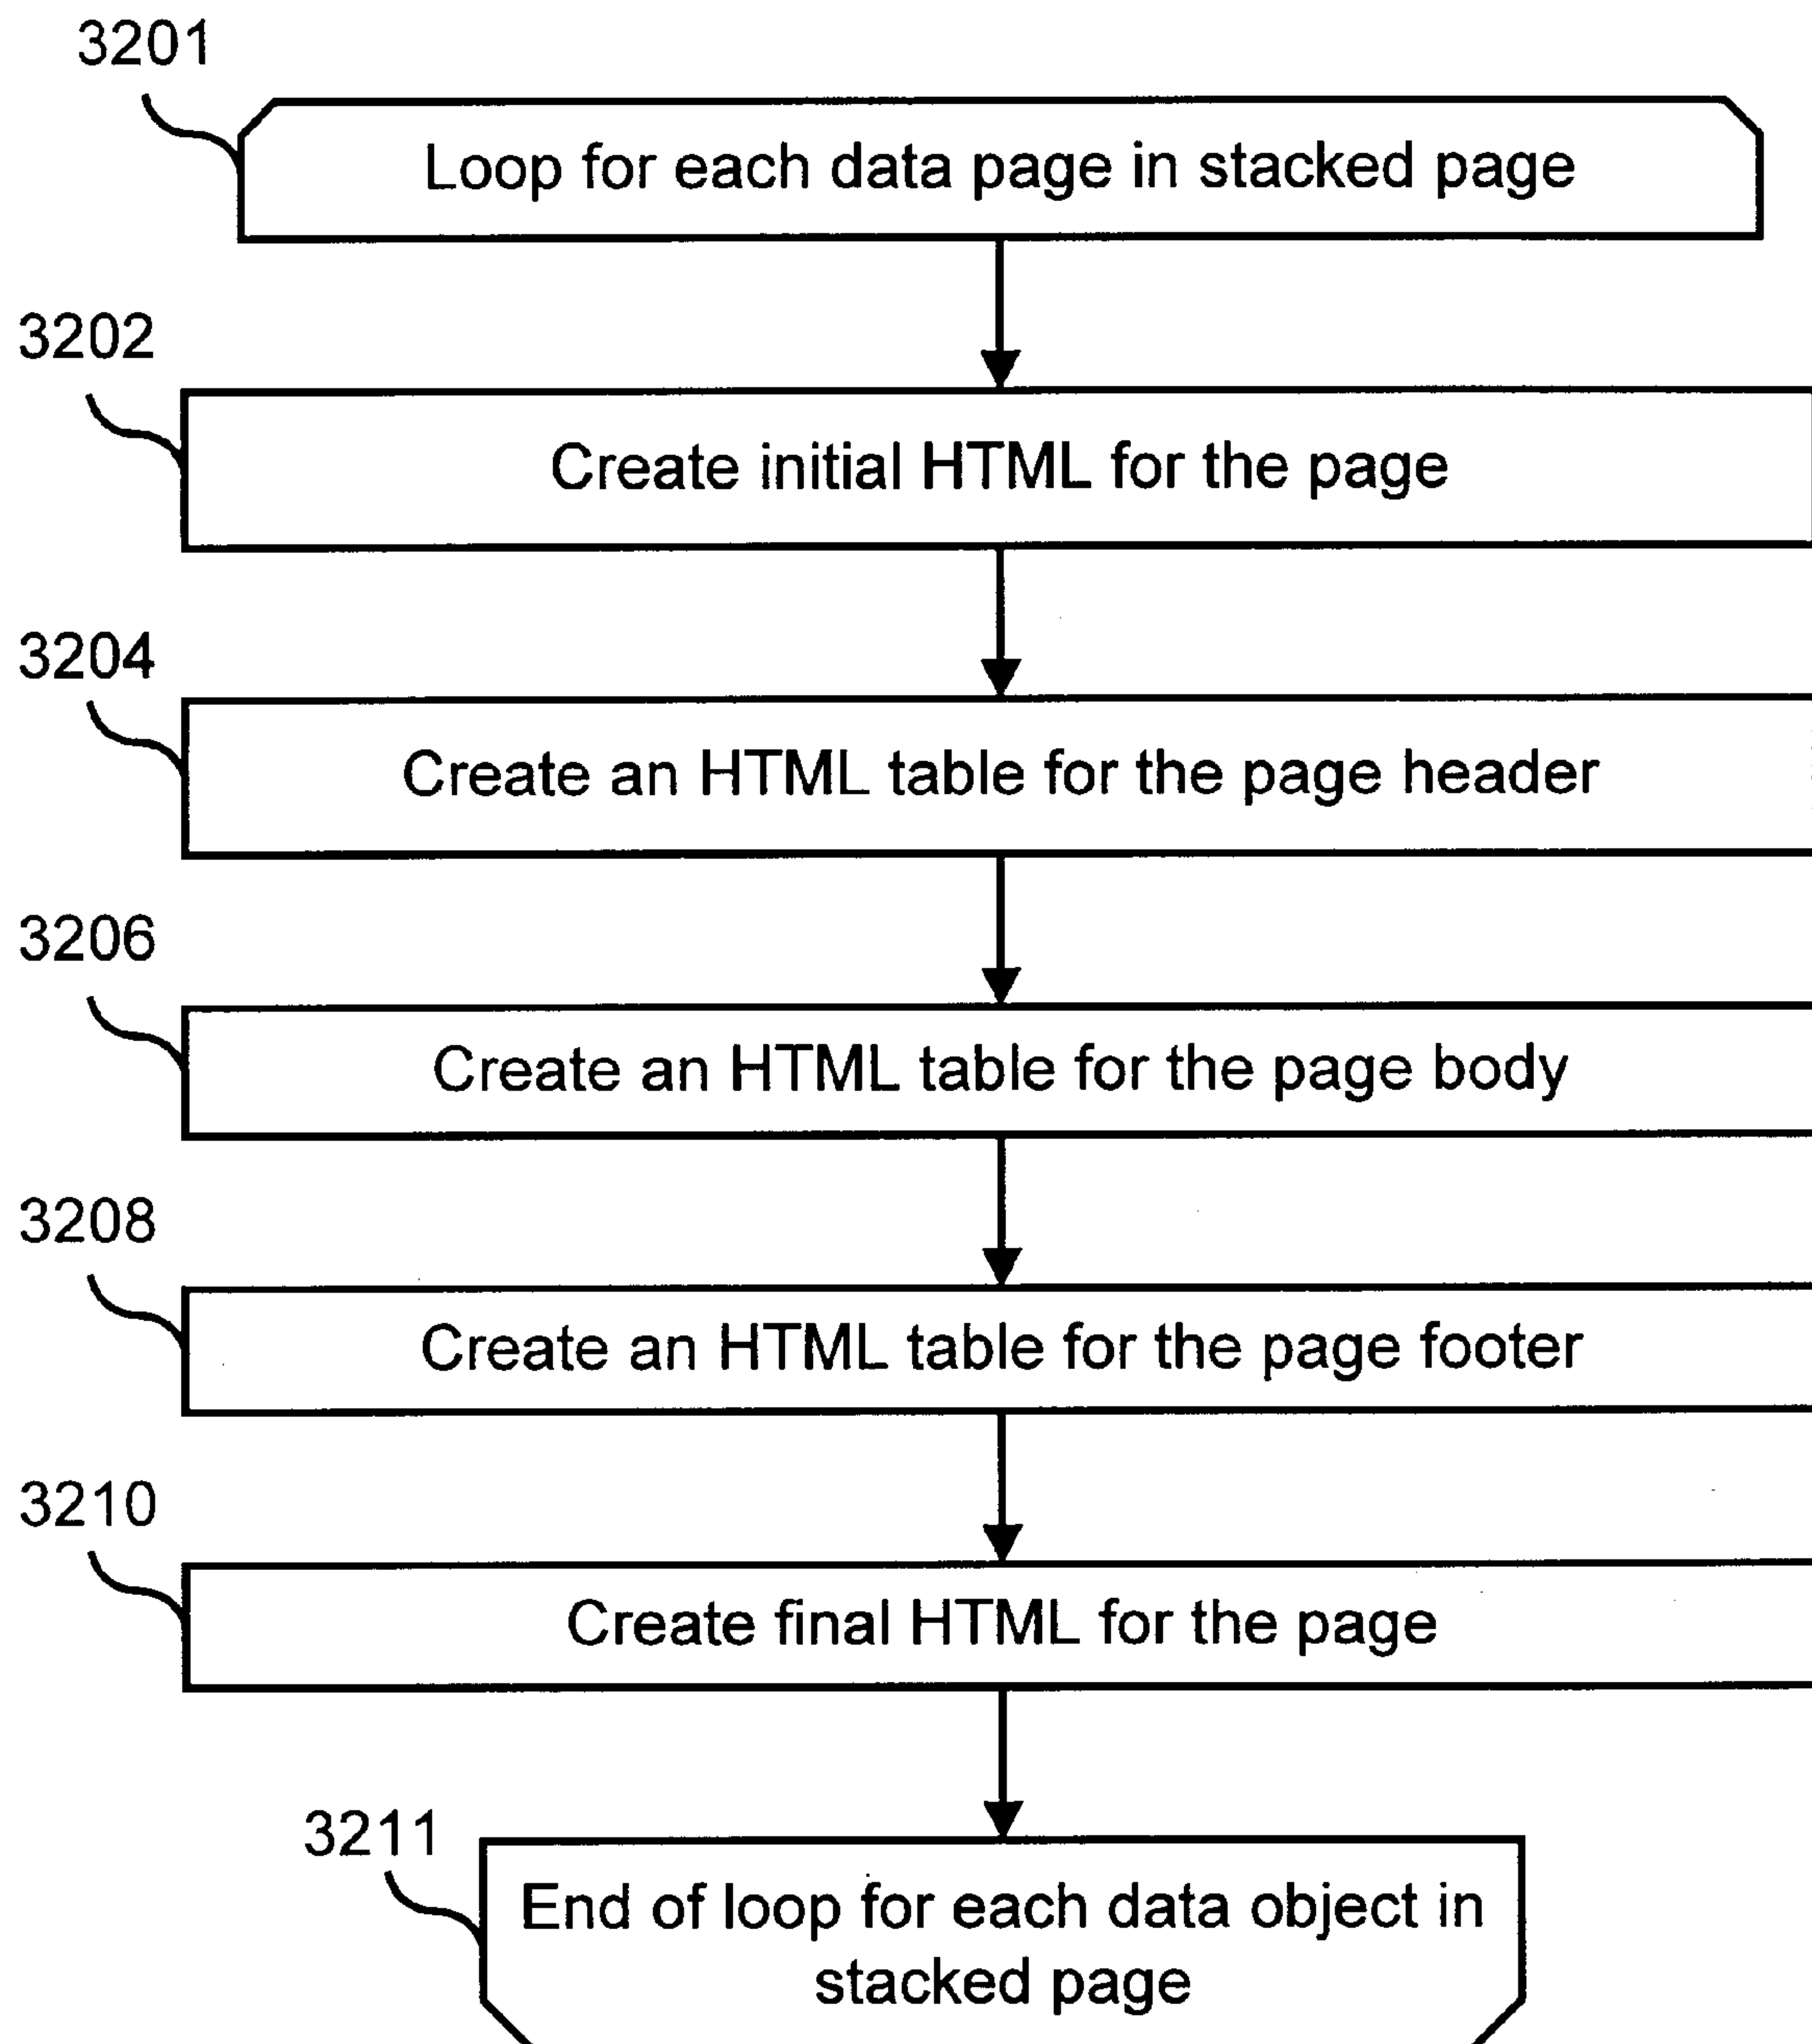 3201
Loop for each data page in stacked page
3202
Create initial HTML for the page
3204
Create an HTML table for the page header
3206
Create an HTML table for the page body
3208
Create an HTML table for the page footer
3210
Create final HTML for the page
3211
End of loop for each data object in
stacked page